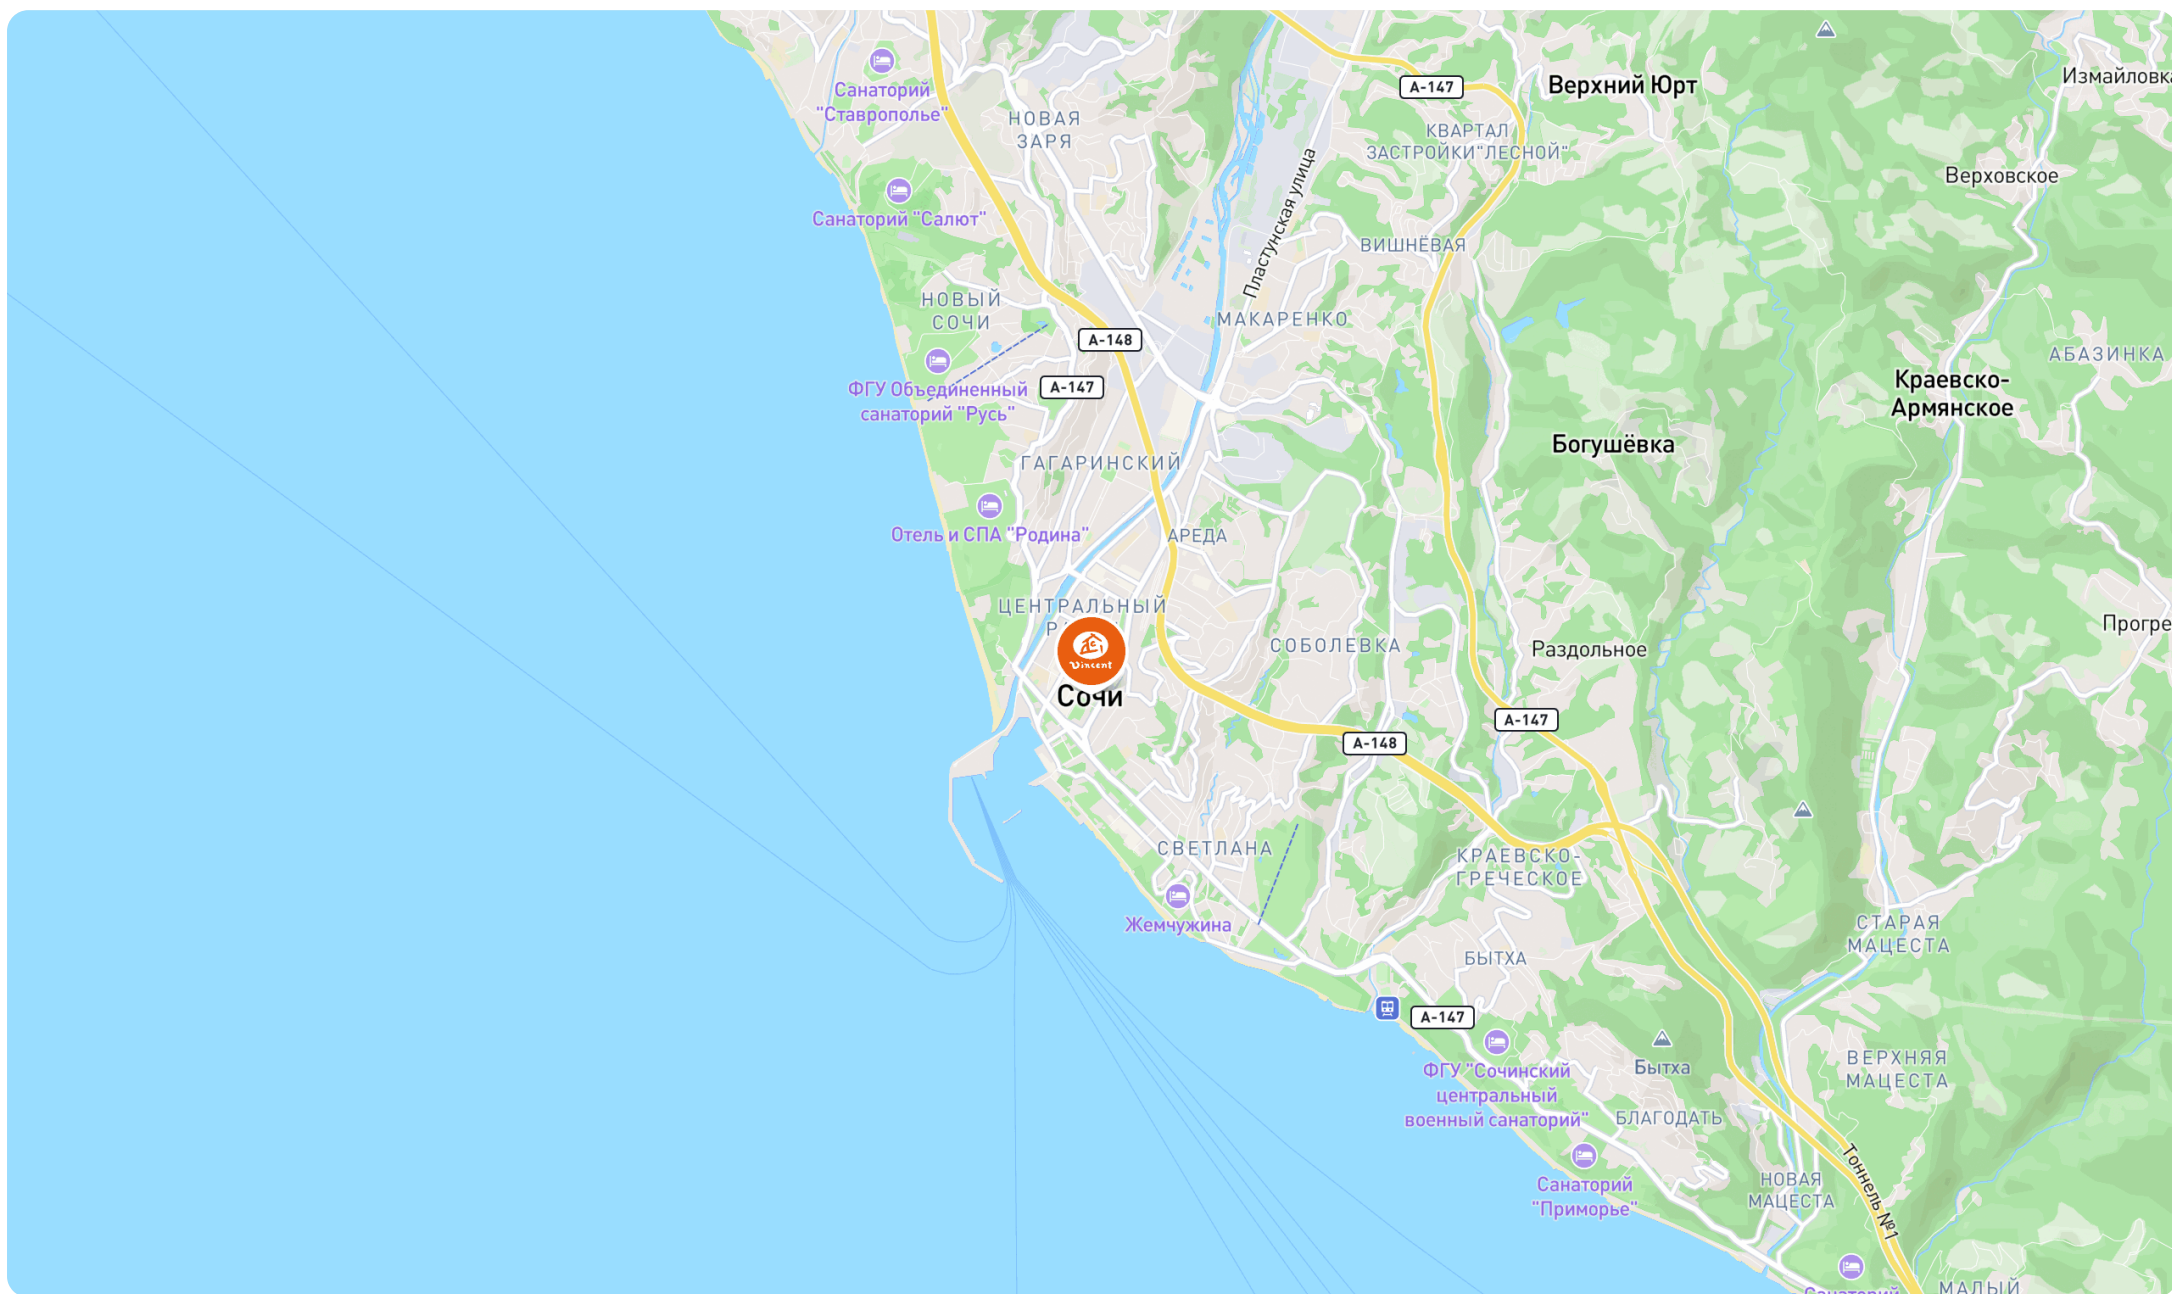 Санаторий
"Ставрополье"
НОВАЯ
ЗАРЯ
А-147
Верхний Юрт
Измайловка
КВАРТАЛ
ЗАСТРОЙКИ"ЛЕСНОЙ"
Верховское
Санаторий "Салют"
Пластунская улица
ВИШНЁВАЯ
НОВЫЙ
СОЧИ
МАКАРЕНКО
А-148
АБАЗИНКА
А-147
ФГУ Объединенный
санаторий "Русь"
Краевско-
Армянское
Богушёвка
ГАГАРИНСКИЙ
Отель и СПА "Родина"
АРЕДА
ЦЕНТРАЛЬНЫЙ
Vincent
Сочи
СОБОЛЕВКА
Раздольное
Прогре
А-147
А-148
СВЕТЛАНА
КРАЕВСКО-
ГРЕЧЕСКОЕ
Жемчужина
СТАРАЯ
МАЦЕСТА
БЫТХА
А-147
ФГУ "Сочинский
центральный
военный санаторий"
Бытха
ВЕРХНЯЯ
МАЦЕСТА
БЛАГОДАТЬ
Санаторий
"Приморье"
НОВАЯ
МАЦЕСТА
Тоннель №1
Санаторий
МАЛЫЙ